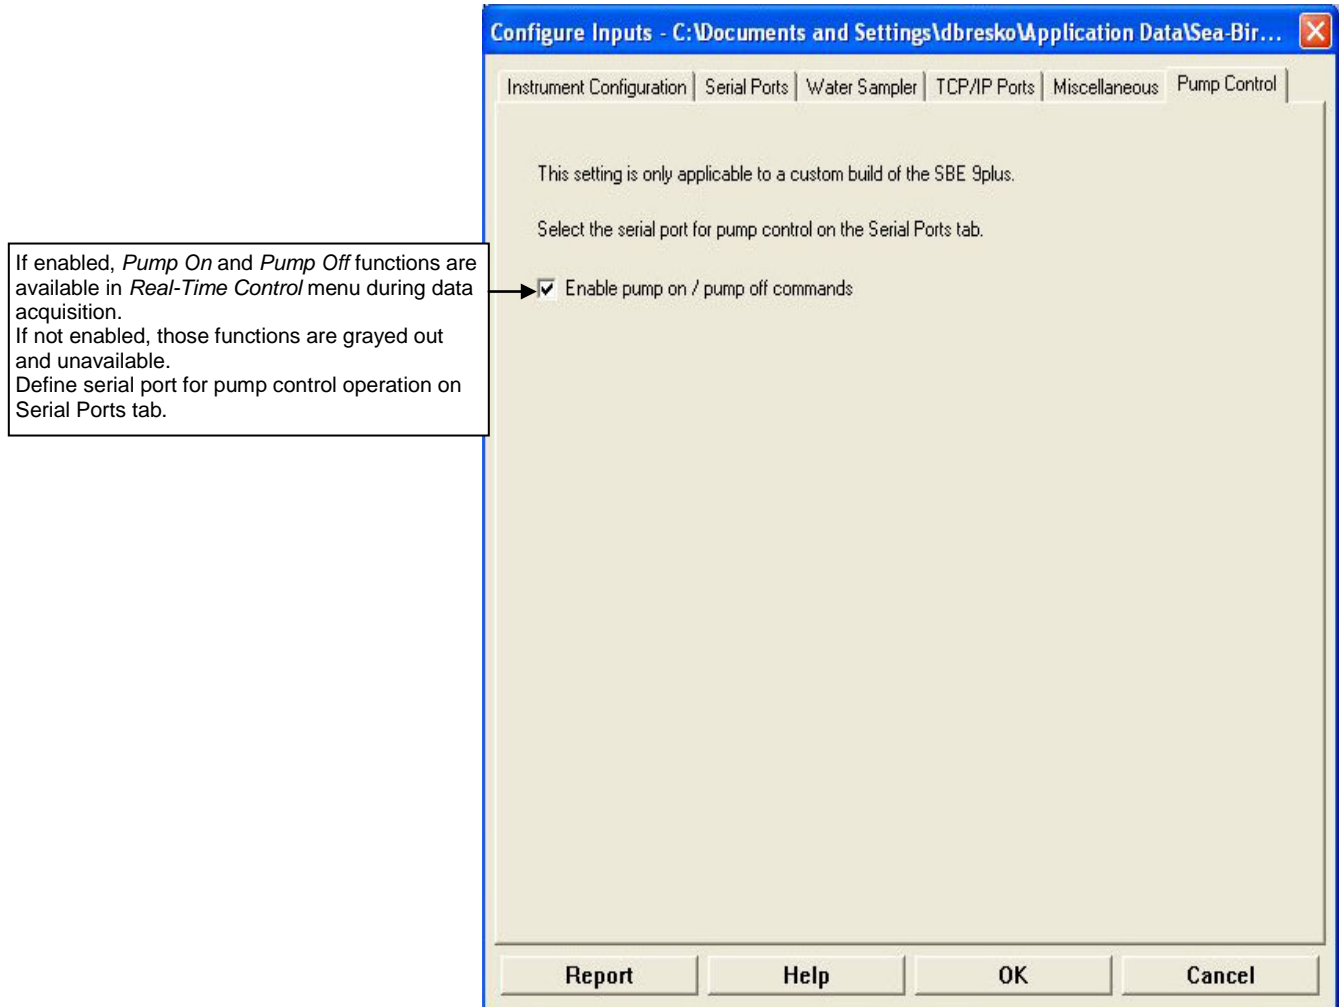 Configure Inputs - C:\Documents and Settings\dbresko\Application Data\Sea-Bir...
Instrument Configuration
Serial Ports
Water Sampler
TCP/IP Ports
Miscellaneous
Pump Control
This setting is only applicable to a custom build of the SBE 9plus.
Select the serial port for pump control on the Serial Ports tab.
If enabled, Pump On and Pump Off functions are
available in Real-Time Control menu during data
acquisition.
If not enabled, those functions are grayed out
and unavailable.
Define serial port for pump control operation on
Serial Ports tab.
Enable pump on / pump off commands
Report
Help
OK
Cancel